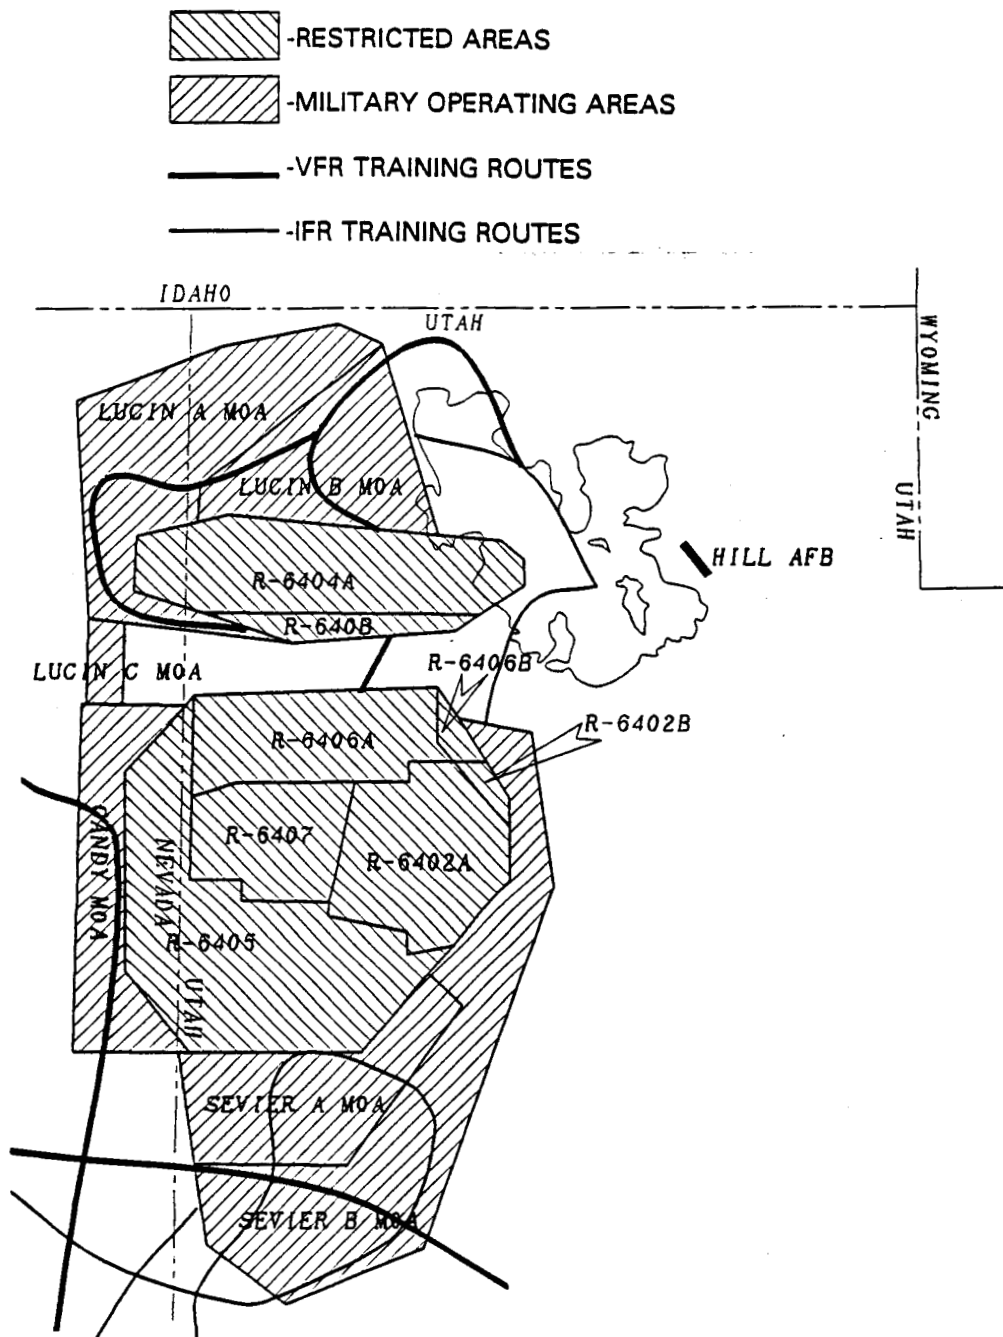 -RESTRICTED AREAS
-MILITARY OPERATING AREAS
-VFR TRAINING ROUTES
-IFR TRAINING ROUTES
IDAHO
UTAH
WYOMING
UTAH
LUCIN A MOA
LUCIN B MOA
HILL AFB
R-6404A
R-640B
R-6406B
LUCIN C MOA
R-6402B
R-6406A
GANDY MOA
NEVADA
UTAH
R-6407
R-6402A
R-6405
SEVIER A MOA
SEVIER B MOA